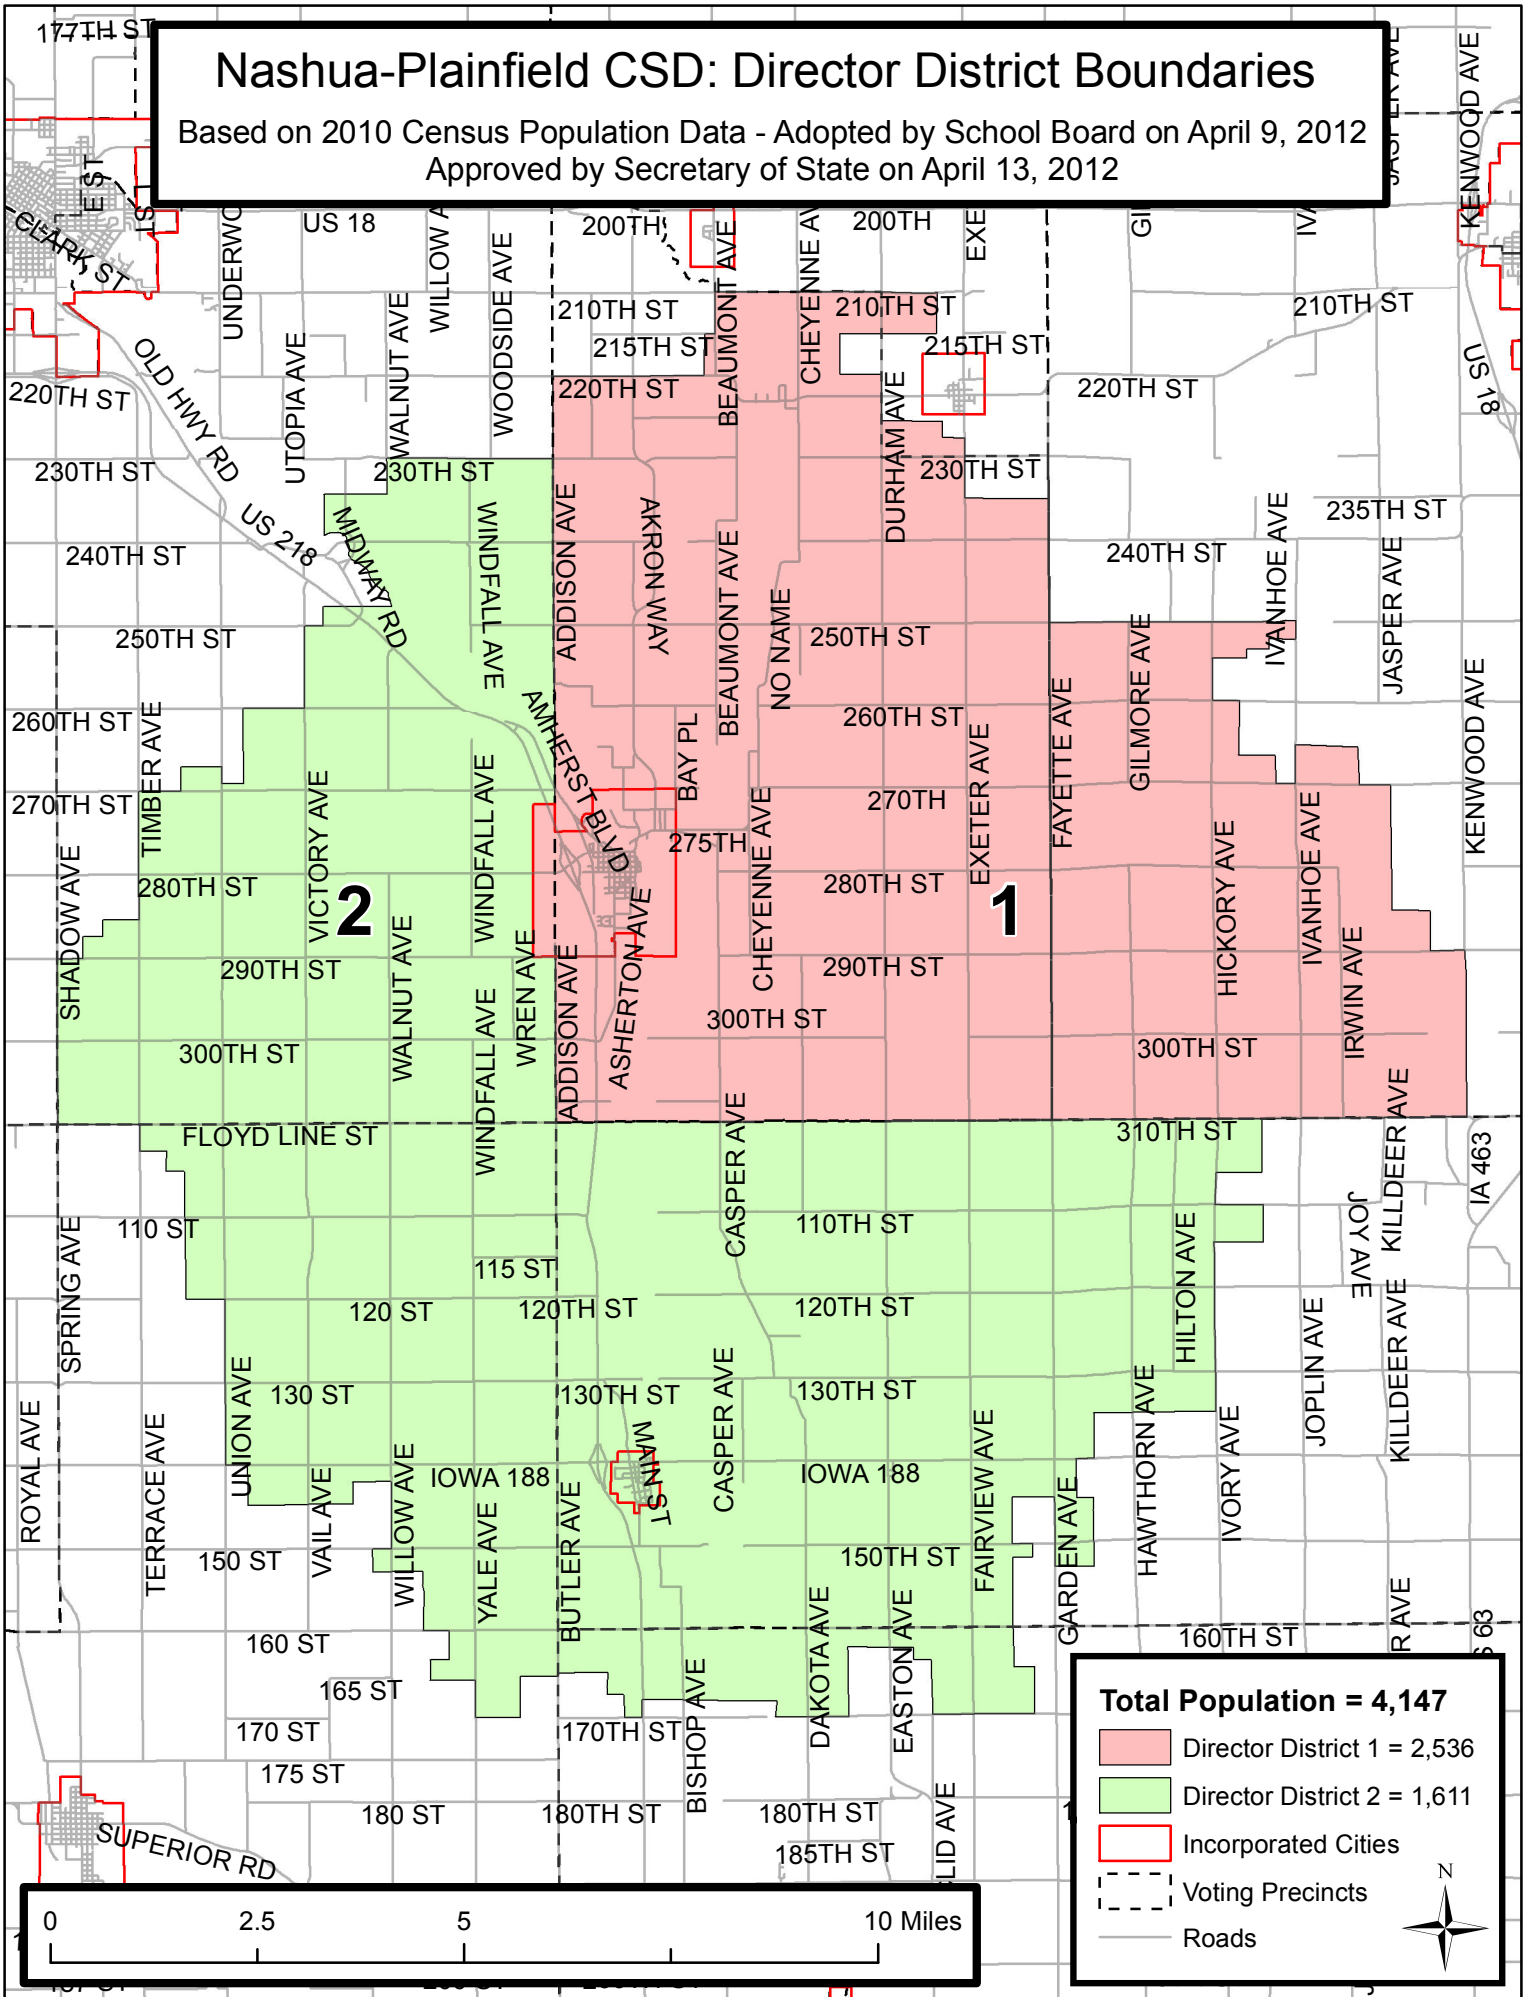 177TH ST
Nashua-Plainfield CSD: Director District Boundaries
Based on 2010 Census Population Data - Adopted by School Board on April 9, 2012
Approved by Secretary of State on April 13, 2012
KENWOOD AVE
E ST
CLARK ST
US 18
200TH
200TH
WOODSIDE AVE
BEAUMONT AVE
210TH ST
210TH ST
210TH ST
215TH ST
215TH ST
OLD HWY RD
UTOPIA AVE
WALNUT AVE
220TH ST
220TH ST
220TH ST
US 18
DURHAM AVE
230TH ST
230TH ST
230TH ST
US 218
MIDWAY RD
WINDFALL AVE
ADDISON AVE
AKRON WAY
BEAUMONT AVE
NO NAME
235TH ST
240TH ST
240TH ST
IVANHOE AVE
JASPER AVE
250TH ST
250TH ST
260TH ST
260TH ST
TIMBER AVE
AMHERST BLVD
BAY PL
EXETER AVE
FAYETTE AVE
GILMORE AVE
KENWOOD AVE
270TH ST
270TH
VICTORY AVE
WINDFALL AVE
275TH
CHEYENNE AVE
280TH ST
280TH ST
SHADOW AVE
2
1
WALNUT AVE
WREN AVE
ADDISON AVE
ASHERTON AVE
HICKORY AVE
IVANHOE AVE
IRWIN AVE
290TH ST
290TH ST
300TH ST
300TH ST
300TH ST
WINDFALL AVE
FLOYD LINE ST
CASPER AVE
310TH ST
KILLDEER AVE
IA 463
110 ST
110TH ST
SPRING AVE
JOY AVE
115 ST
120 ST
120TH ST
120TH ST
HILTON AVE
JOPLIN AVE
KILLDEER AVE
130 ST
130TH ST
130TH ST
UNION AVE
CASPER AVE
MAIN ST
ROYAL AVE
TERRACE AVE
VAIL AVE
WILLOW AVE
IOWA 188
IOWA 188
YALE AVE
BUTLER AVE
FAIRVIEW AVE
GARDEN AVE
HAWTHORN AVE
IVORY AVE
150 ST
150TH ST
160 ST
160TH ST
DAKOTA AVE
EASTON AVE
BISHOP AVE
165 ST
170 ST
170TH ST
175 ST
180 ST
180TH ST
180TH ST
185TH ST
SUPERIOR RD
Total Population = 4,147
Director District 1 = 2,536
Director District 2 = 1,611
Incorporated Cities
Voting Precincts
Roads
N
0 2.5 5 10 Miles